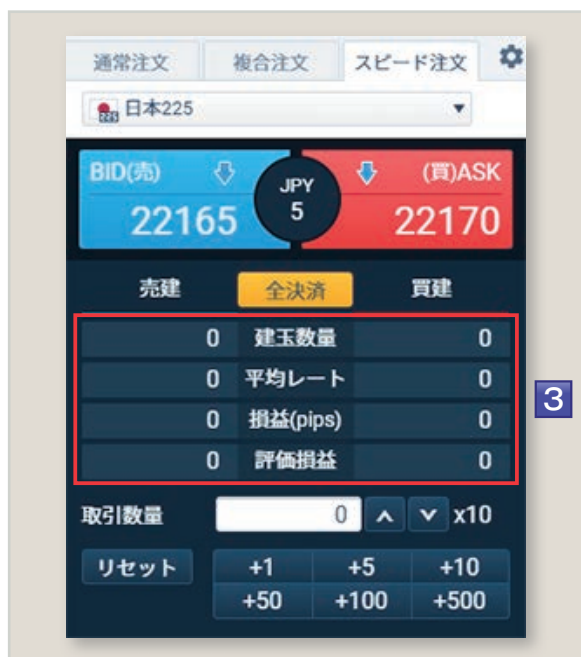 通常注文 複合注文 スピード注文
225 日本225
BID(売) JPY (買)ASK
22165 5 22170
売建 全決済 買建
0 建玉数量 0
0 平均レート 0
0 損益(pips) 0
0 評価損益 0
3
取引数量 0 x10
リセット +1 +5 +10
+50 +100 +500